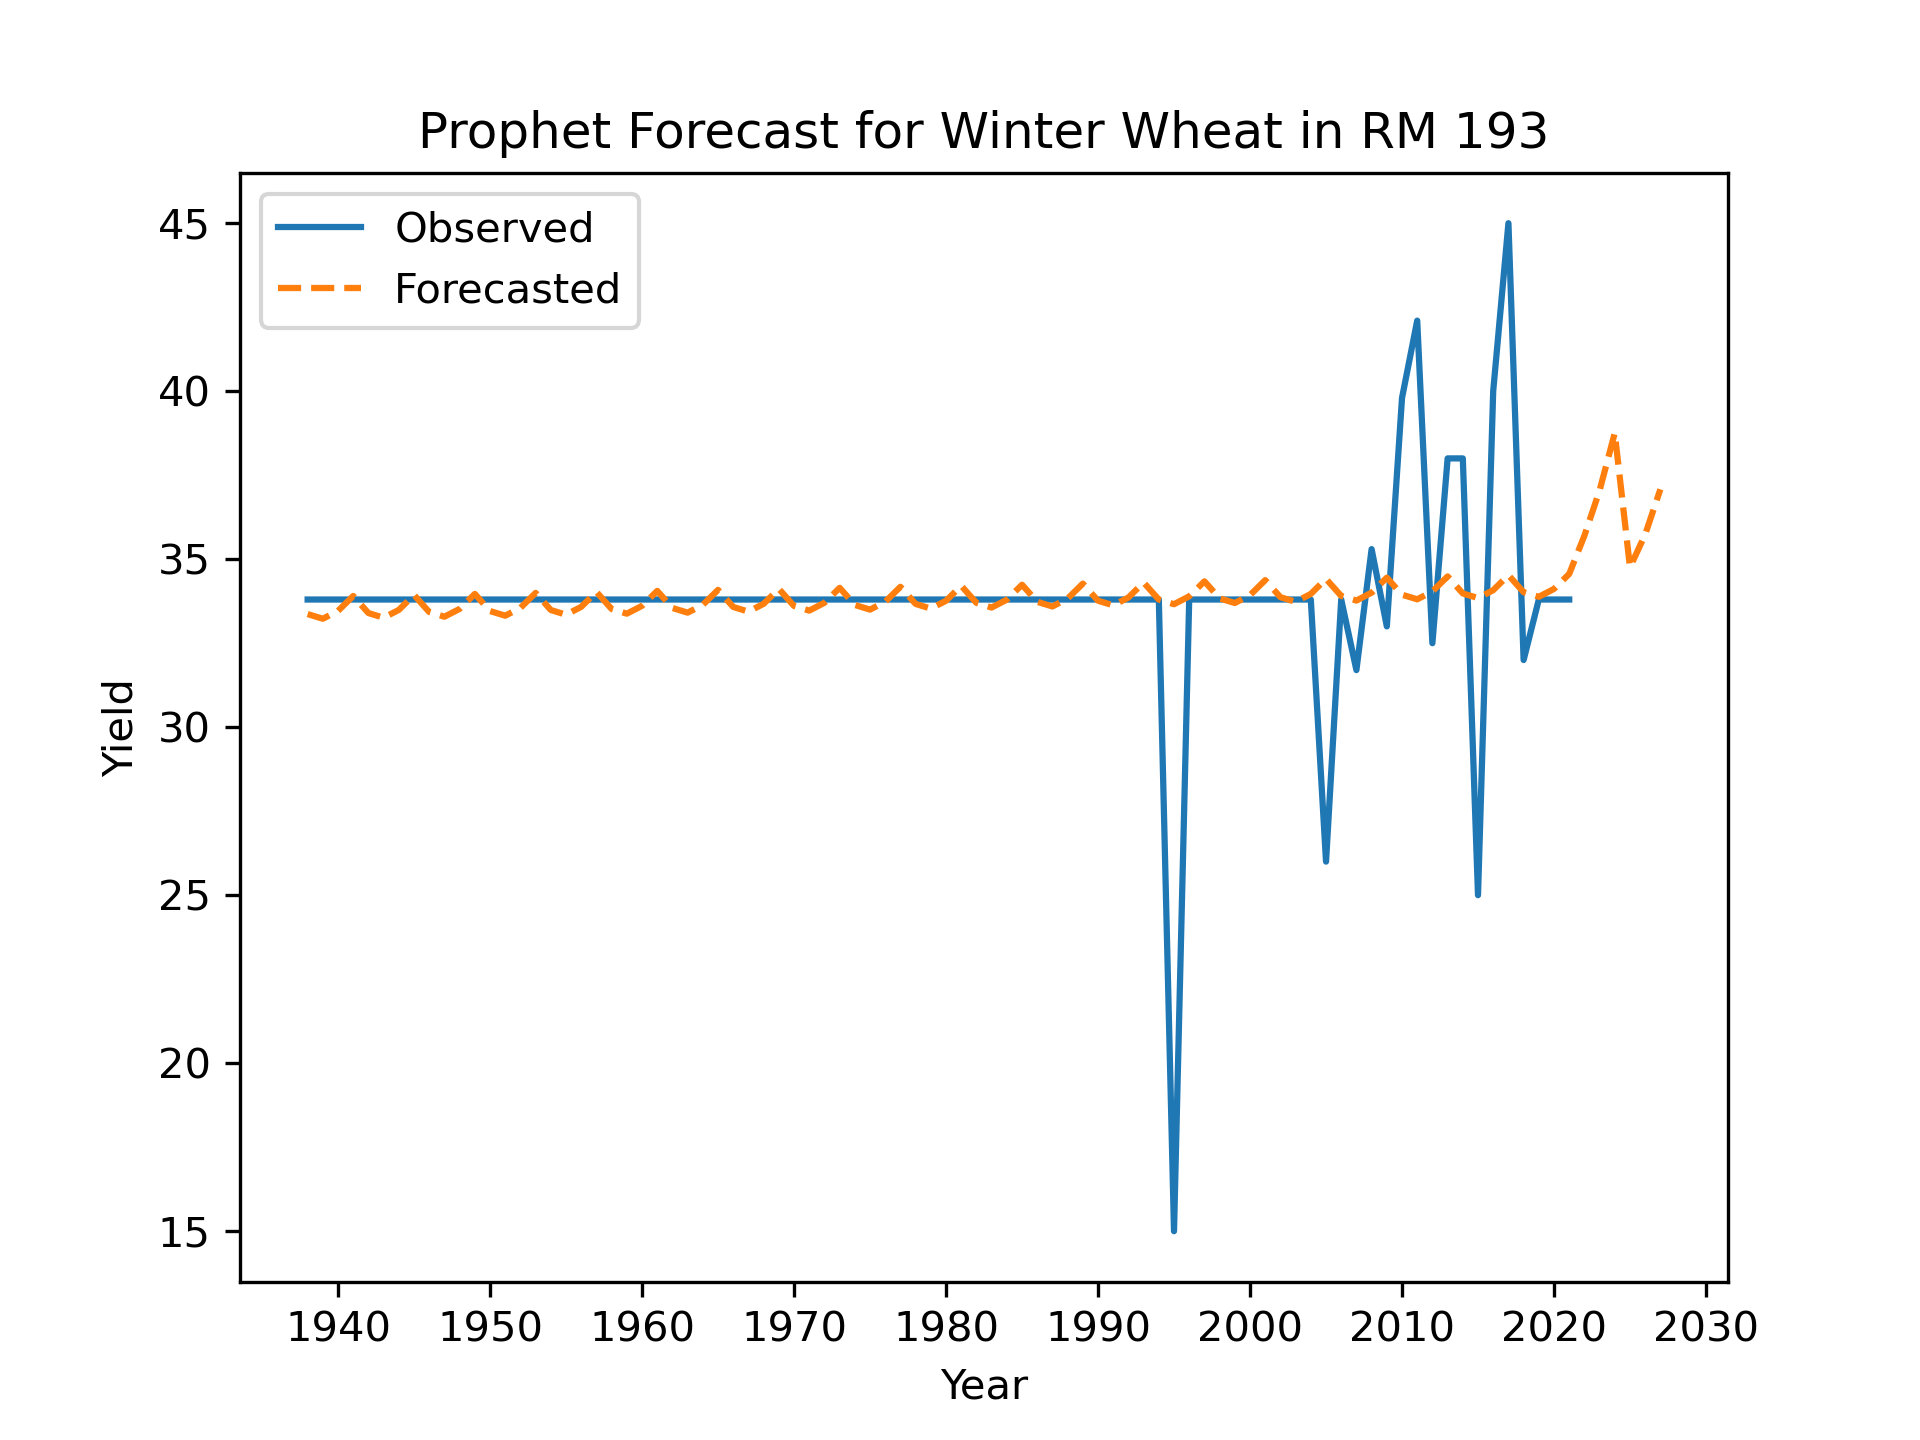 Prophet Forecast for Winter Wheat in RM 193
Observed
Forecasted
45
40
35
30
25
20
15
Yield
1940 1950 1960 1970 1980 1990 2000 2010 2020 2030
Year